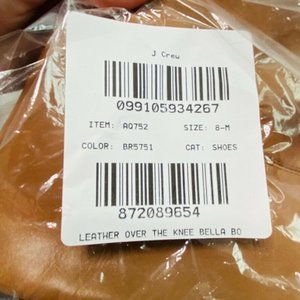 J Crew
099105934267
ITEM: AQ752 SIZE: 8-M
COLOR: BR5751 CAT: SHOES
872089654
LEATHER OVER THE KNEE BELLA BO